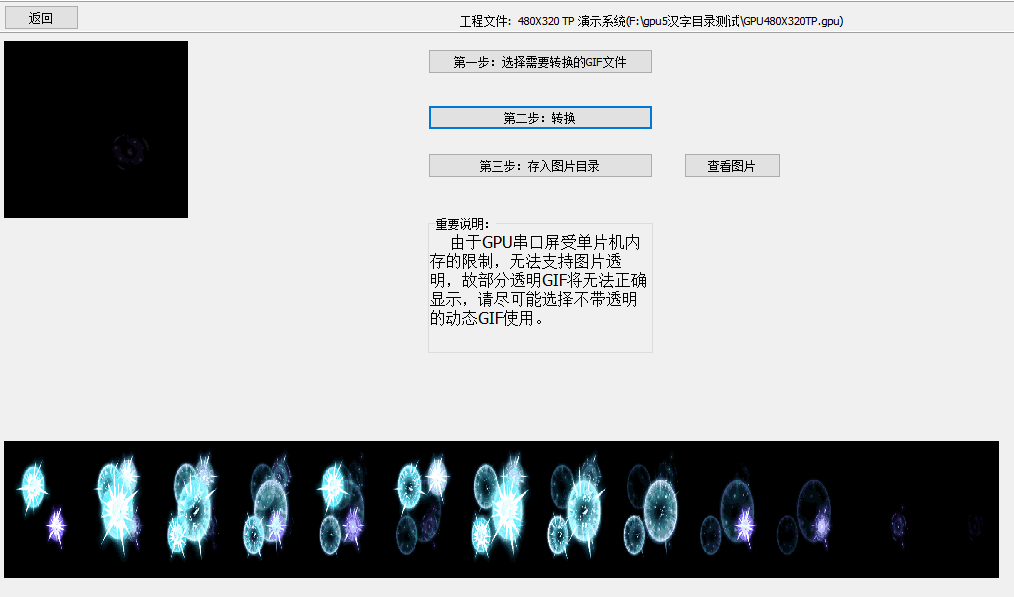 返回
工程文件: 480X320 TP 演示系统(F:\gpu5汉字目录测试\GPU480X320TP.gpu)
第一步：选择需要转换的GIF文件
第二步：转换
第三步：存入图片目录
查看图片
重要说明：
由于GPU串口屏受单片机内
存的限制，无法支持图片透
明，故部分透明GIF将无法正确
显示，请尽可能选择不带透明
的动态GIF使用。